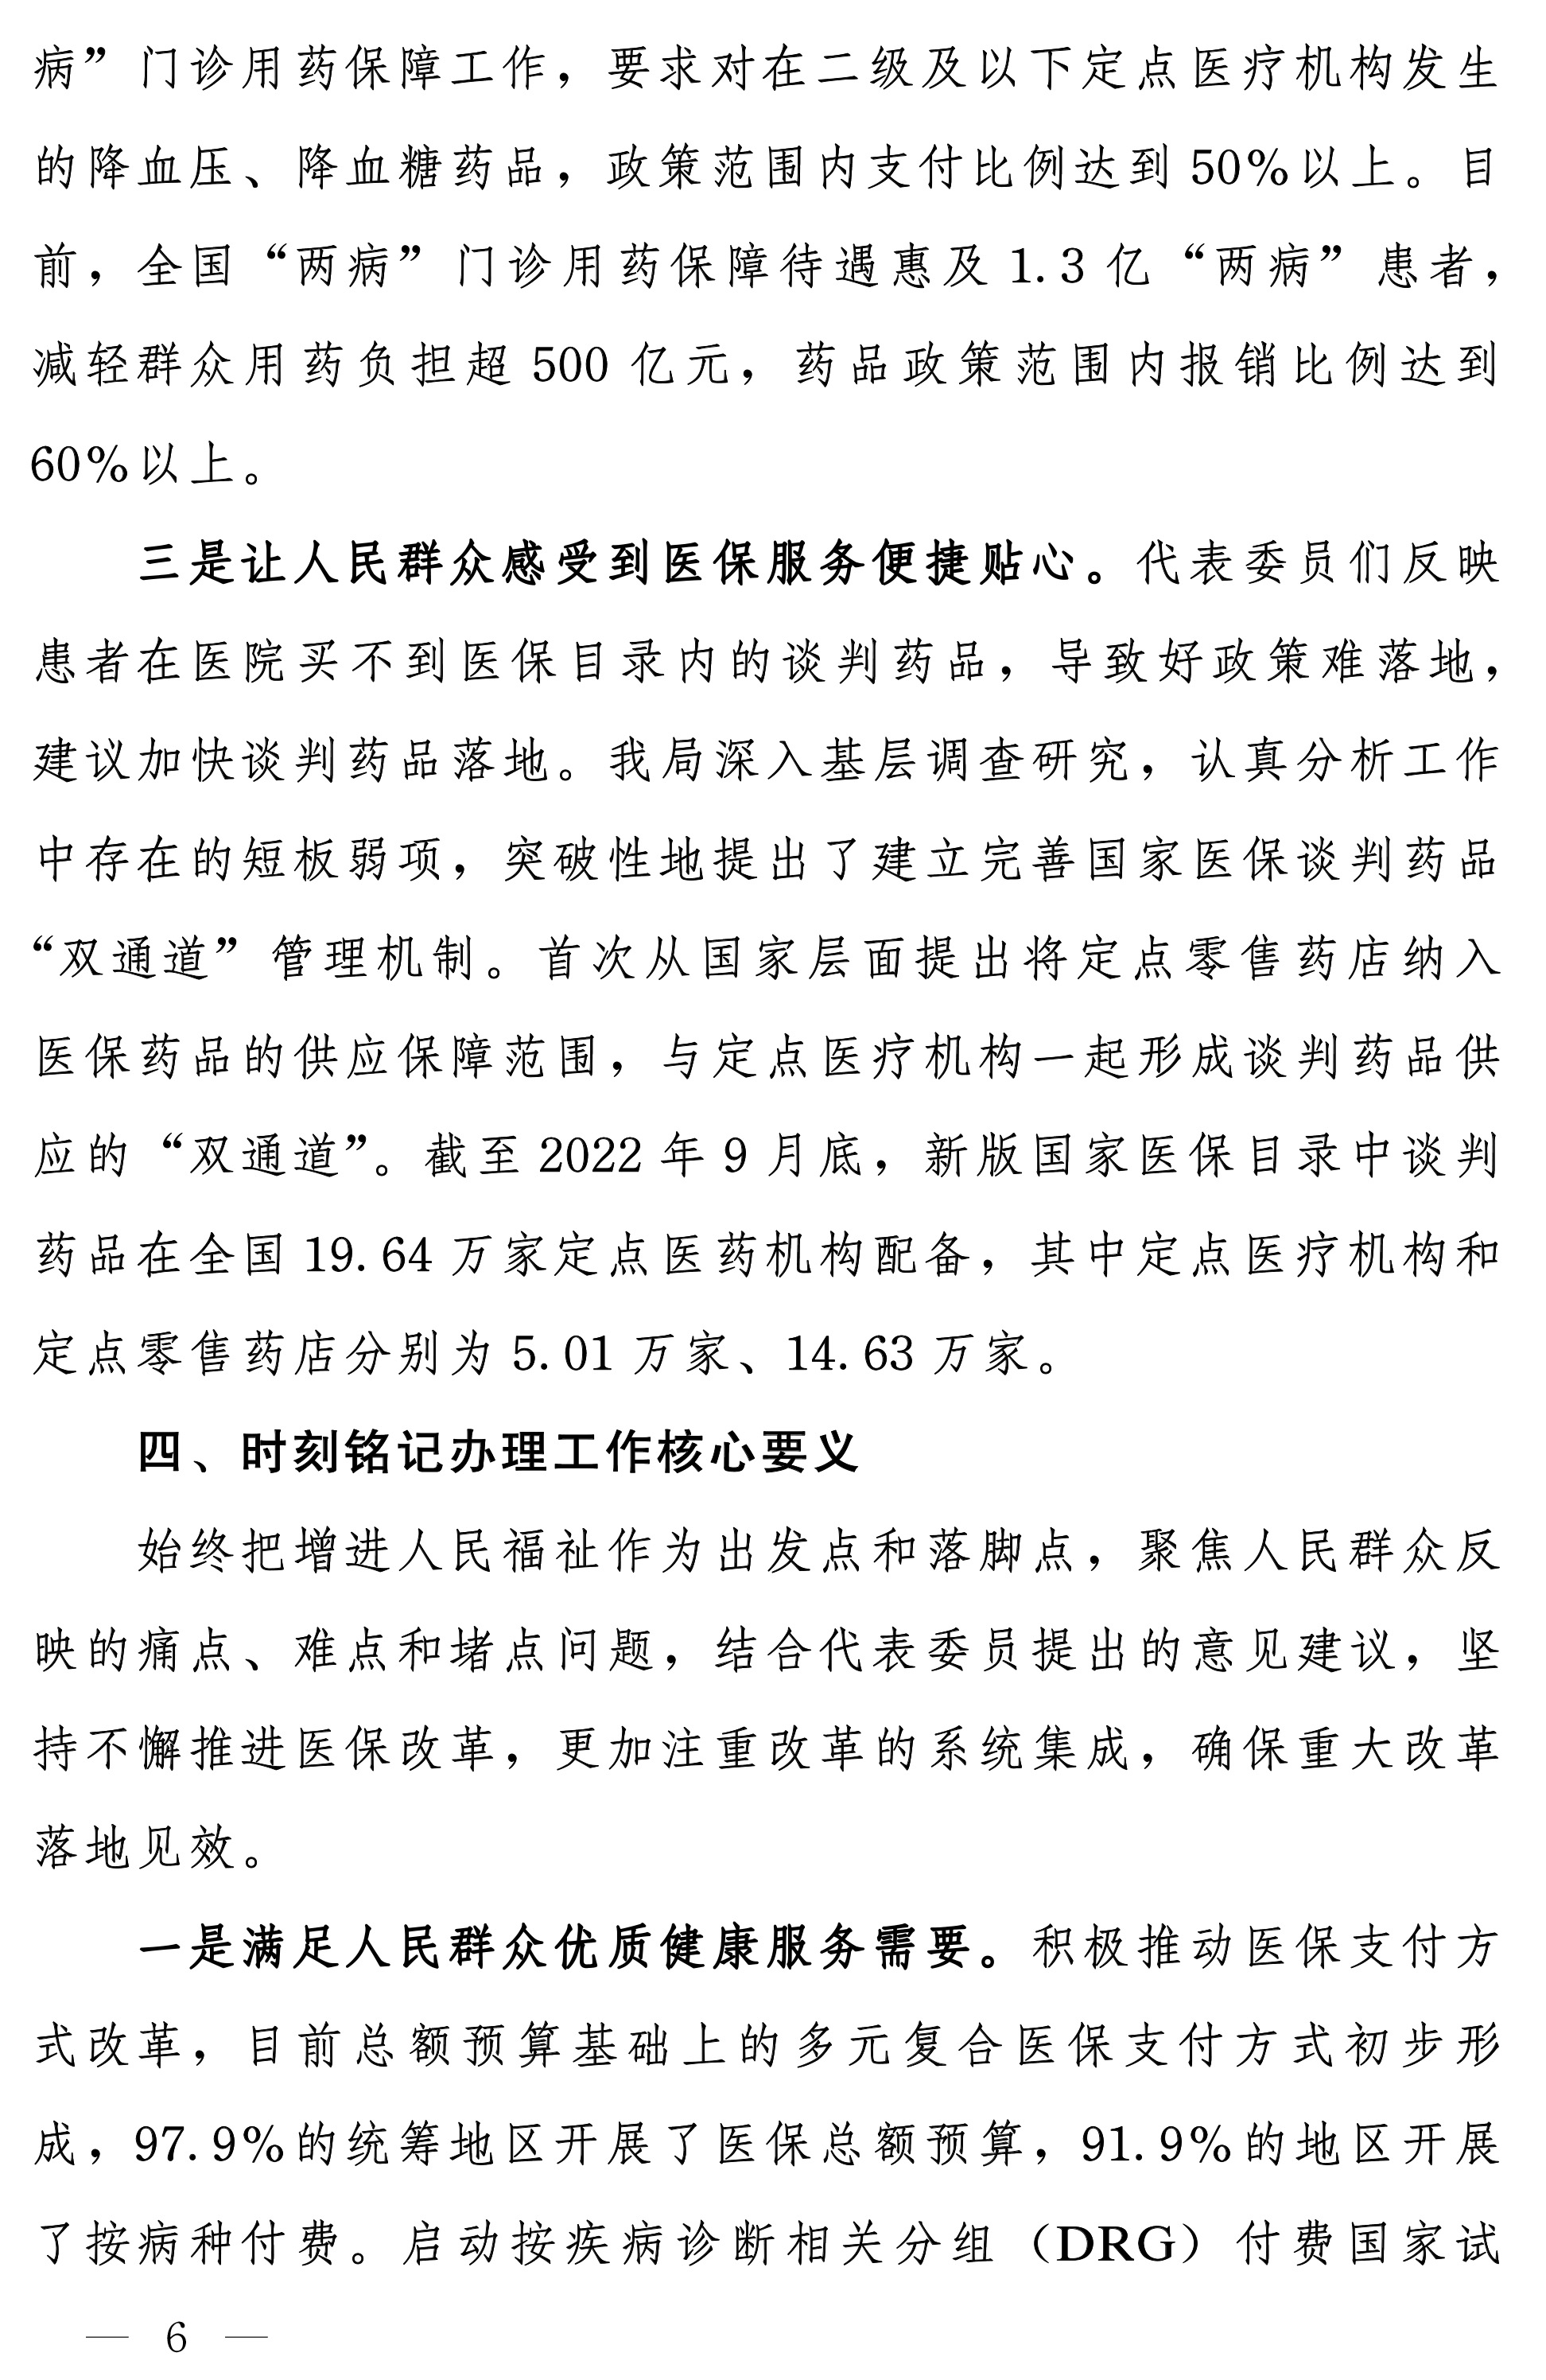 病”门诊用药保障工作，要求对在二级及以下定点医疗机构发生
的降血压、降血糖药品，政策范围内支付比例达到50%以上。目
前，全国“两病”门诊用药保障待遇惠及1.3亿“两病”患者，
减轻群众用药负担超500亿元，药品政策范围内报销比例达到
60%以上。
三是让人民群众感受到医保服务便捷贴心。代表委员们反映
患者在医院买不到医保目录内的谈判药品，导致好政策难落地，
建议加快谈判药品落地。我局深入基层调查研究，认真分析工作
中存在的短板弱项，突破性地提出了建立完善国家医保谈判药品
“双通道”管理机制。首次从国家层面提出将定点零售药店纳入
医保药品的供应保障范围，与定点医疗机构一起形成谈判药品供
应的“双通道”。截至2022年9月底，新版国家医保目录中谈判
药品在全国19.64万家定点医药机构配备，其中定点医疗机构和
定点零售药店分别为5.01万家、14.63万家。
四、时刻铭记办理工作核心要义
始终把增进人民福祉作为出发点和落脚点，聚焦人民群众反
映的痛点、难点和堵点问题，结合代表委员提出的意见建议，坚
持不懈推进医保改革，更加注重改革的系统集成，确保重大改革
落地见效。
一是满足人民群众优质健康服务需要。积极推动医保支付方
式改革，目前总额预算基础上的多元复合医保支付方式初步形
成，97.9%的统筹地区开展了医保总额预算，91.9%的地区开展
了按病种付费。启动按疾病诊断相关分组（DRG）付费国家试
— 6 —